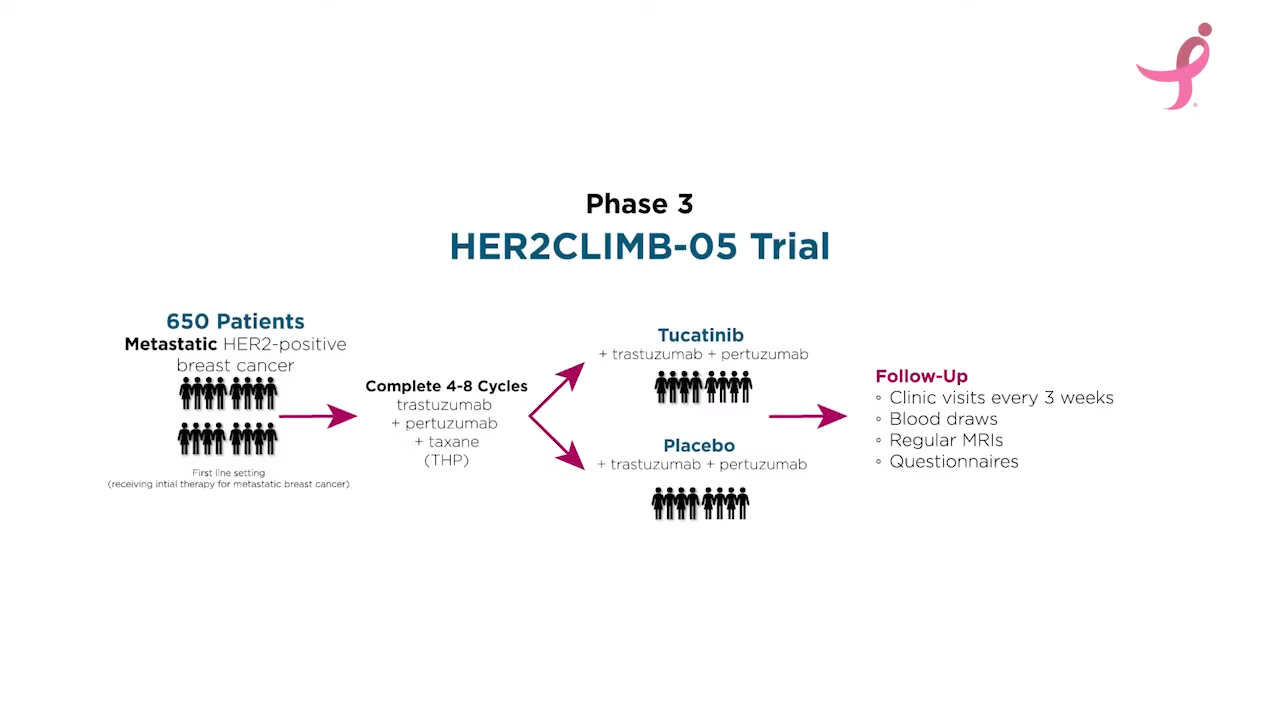 Phase 3
HER2CLIMB-05 Trial
650 Patients
Metastatic HER2-positive
breast cancer
First line setting
(receiving intial therapy for metastatic breast cancer)
Complete 4-8 Cycles
trastuzumab
+ pertuzumab
+ taxane
(THP)
Tucatinib
+ trastuzumab + pertuzumab
Placebo
+ trastuzumab + pertuzumab
Follow-Up
◦ Clinic visits every 3 weeks
◦ Blood draws
◦ Regular MRIs
◦ Questionnaires